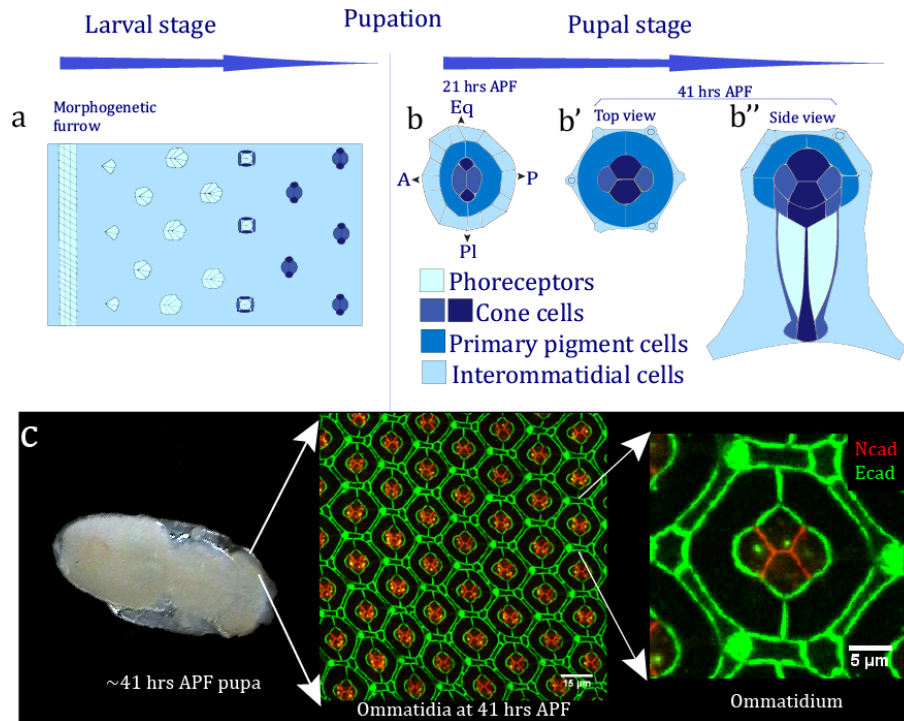 Larval stage
Pupation
Pupal stage
a
Morphogenetic
furrow
b
21 hrs APF
Eq
A
P
Pl
b'
41 hrs APF
Top view
b''
Side view
Phoreceptors
Cone cells
Primary pigment cells
Interommatidial cells
c
~41 hrs APF pupa
15 µm
Ommatidia at 41 hrs APF
Ncad
Ecad
5 µm
Ommatidium